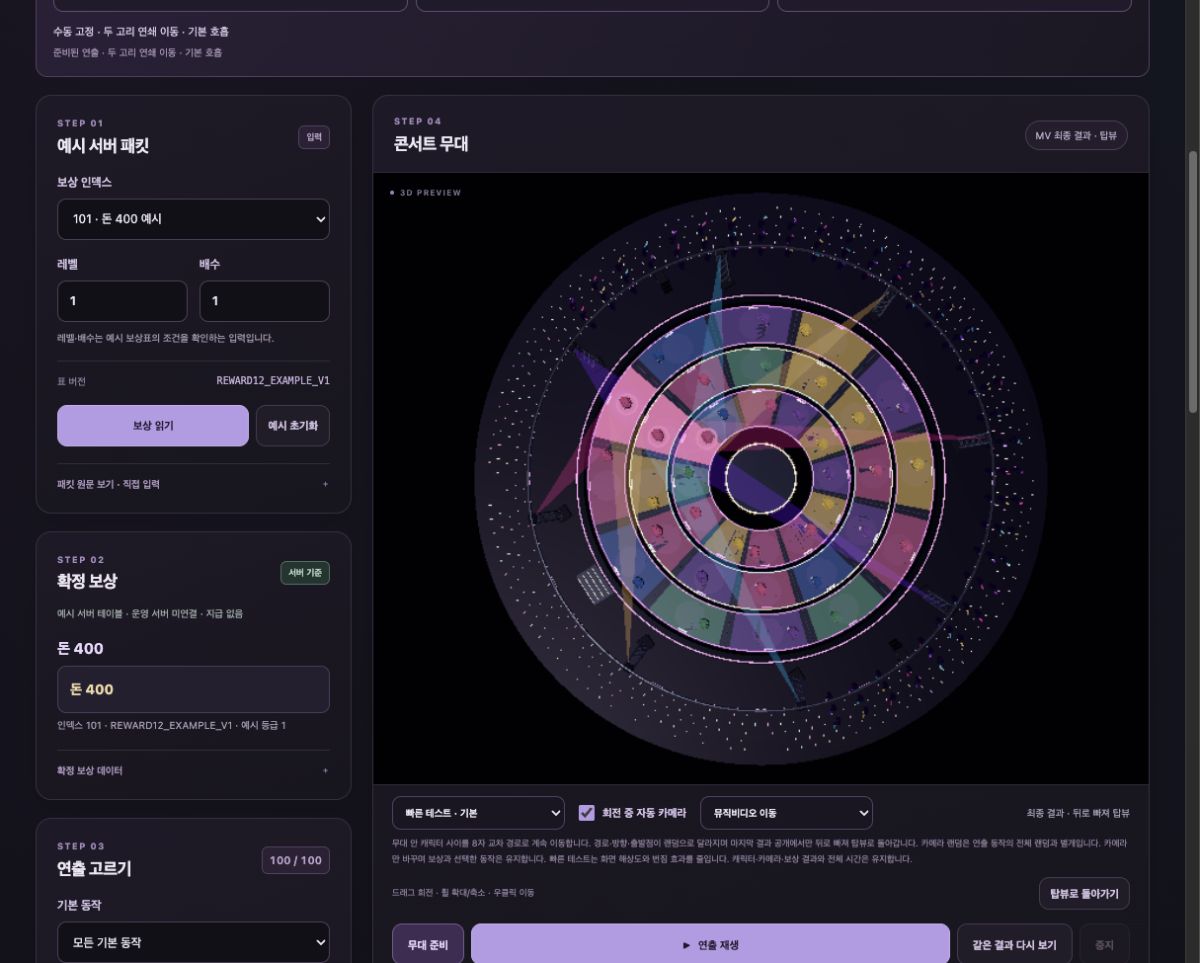 수동 고정 · 두 고리 연쇄 이동 · 기본 호흡
준비된 연출 · 두 고리 연쇄 이동 · 기본 호흡
STEP 01
예시 서버 패킷
입력
보상 인덱스
101 · 돈 400 예시
레벨
배수
1
1
레벨·배수는 예시 보상표의 조건을 확인하는 입력입니다.
표 버전
REWARD12_EXAMPLE_V1
보상 읽기
예시 초기화
패킷 원문 보기 · 직접 입력
+
STEP 02
확정 보상
서버 기준
예시 서버 테이블 · 운영 서버 미연결 · 지급 없음
돈 400
돈 400
인덱스 101 · REWARD12_EXAMPLE_V1 · 예시 등급 1
확정 보상 데이터
+
STEP 03
연출 고르기
100 / 100
기본 동작
모든 기본 동작
STEP 04
콘서트 무대
MV 최종 결과 · 탑뷰
3D PREVIEW
빠른 테스트 · 기본
회전 중 자동 카메라
뮤직비디오 이동
최종 결과 · 뒤로 빠져 탑뷰
무대 안 캐릭터 사이를 8자 교차 경로로 계속 이동합니다. 경로·방향·출발점이 랜덤으로 달라지며 마지막 결과 공개에서만 뒤로 빠져 탑뷰로 돌아갑니다. 카메라 랜덤은 연출 동작의 전체 랜덤과 별개입니다. 카메라
만 바꾸며 보상과 선택한 동작은 유지합니다. 빠른 테스트는 화면 해상도와 번짐 효과를 줄입니다. 캐릭터·카메라·보상 결과와 전체 시간은 유지합니다.
드래그 회전 · 휠 확대/축소 · 우클릭 이동
탑뷰로 돌아가기
무대 준비
▶ 연출 재생
같은 결과 다시 보기
중지